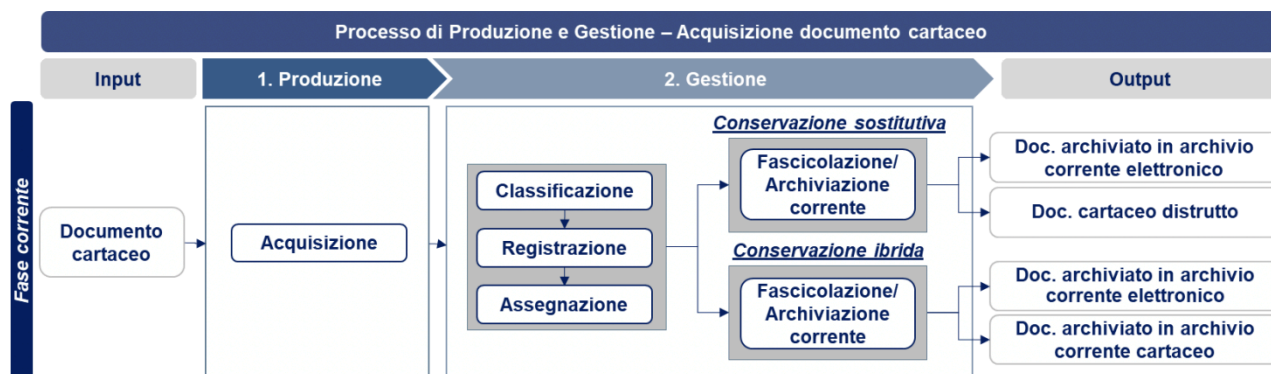 Processo di Produzione e Gestione – Acquisizione documento cartaceo
Input
1. Produzione
2. Gestione
Output
Fase corrente
Documento
cartaceo
Acquisizione
Classificazione
Registrazione
Assegnazione
Conservazione sostitutiva
Fascicolazione/
Archiviazione
corrente
Conservazione ibrida
Fascicolazione/
Archiviazione
corrente
Doc. archiviato in archivio
corrente elettronico
Doc. cartaceo distrutto
Doc. archiviato in archivio
corrente elettronico
Doc. archiviato in archivio
corrente cartaceo